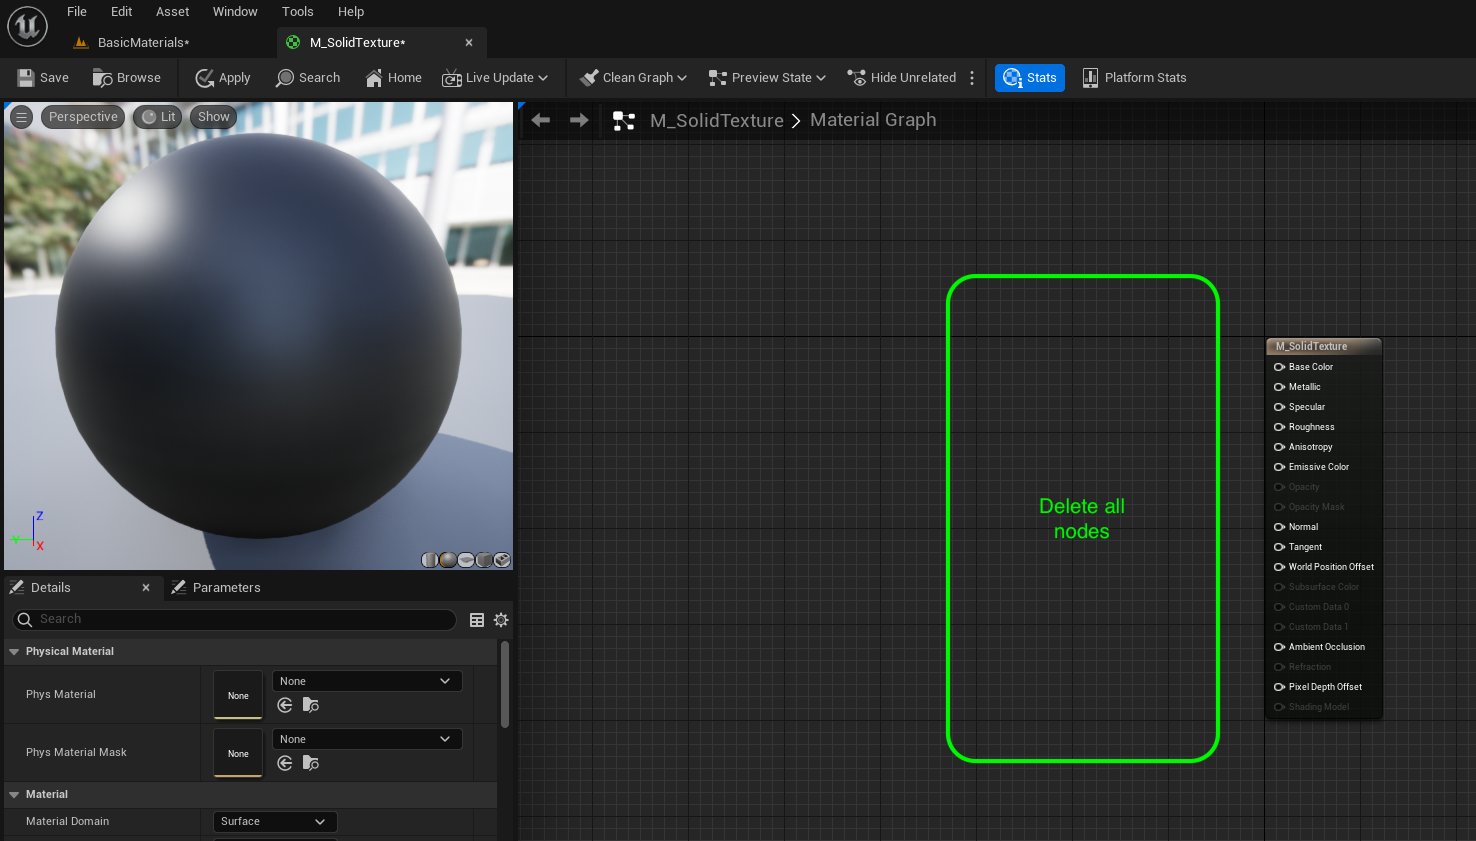 File Edit Asset Window Tools Help
BasicMaterials* M_SolidTexture*
Save Browse Apply Search Home Live Update Clean Graph Preview State Hide Unrelated Stats Platform Stats
Perspective Lit Show
M_SolidTexture > Material Graph
M_SolidTexture
Base Color
Metallic
Specular
Roughness
Anisotropy
Emissive Color
Opacity
Opacity Mask
Normal
Tangent
World Position Offset
Subsurface Color
Custom Data 0
Custom Data 1
Ambient Occlusion
Refraction
Pixel Depth Offset
Shading Model
Delete all
nodes
Z
Y
X
Details Parameters
Search
Physical Material
Phys Material None None
Phys Material Mask None None
Material
Material Domain Surface